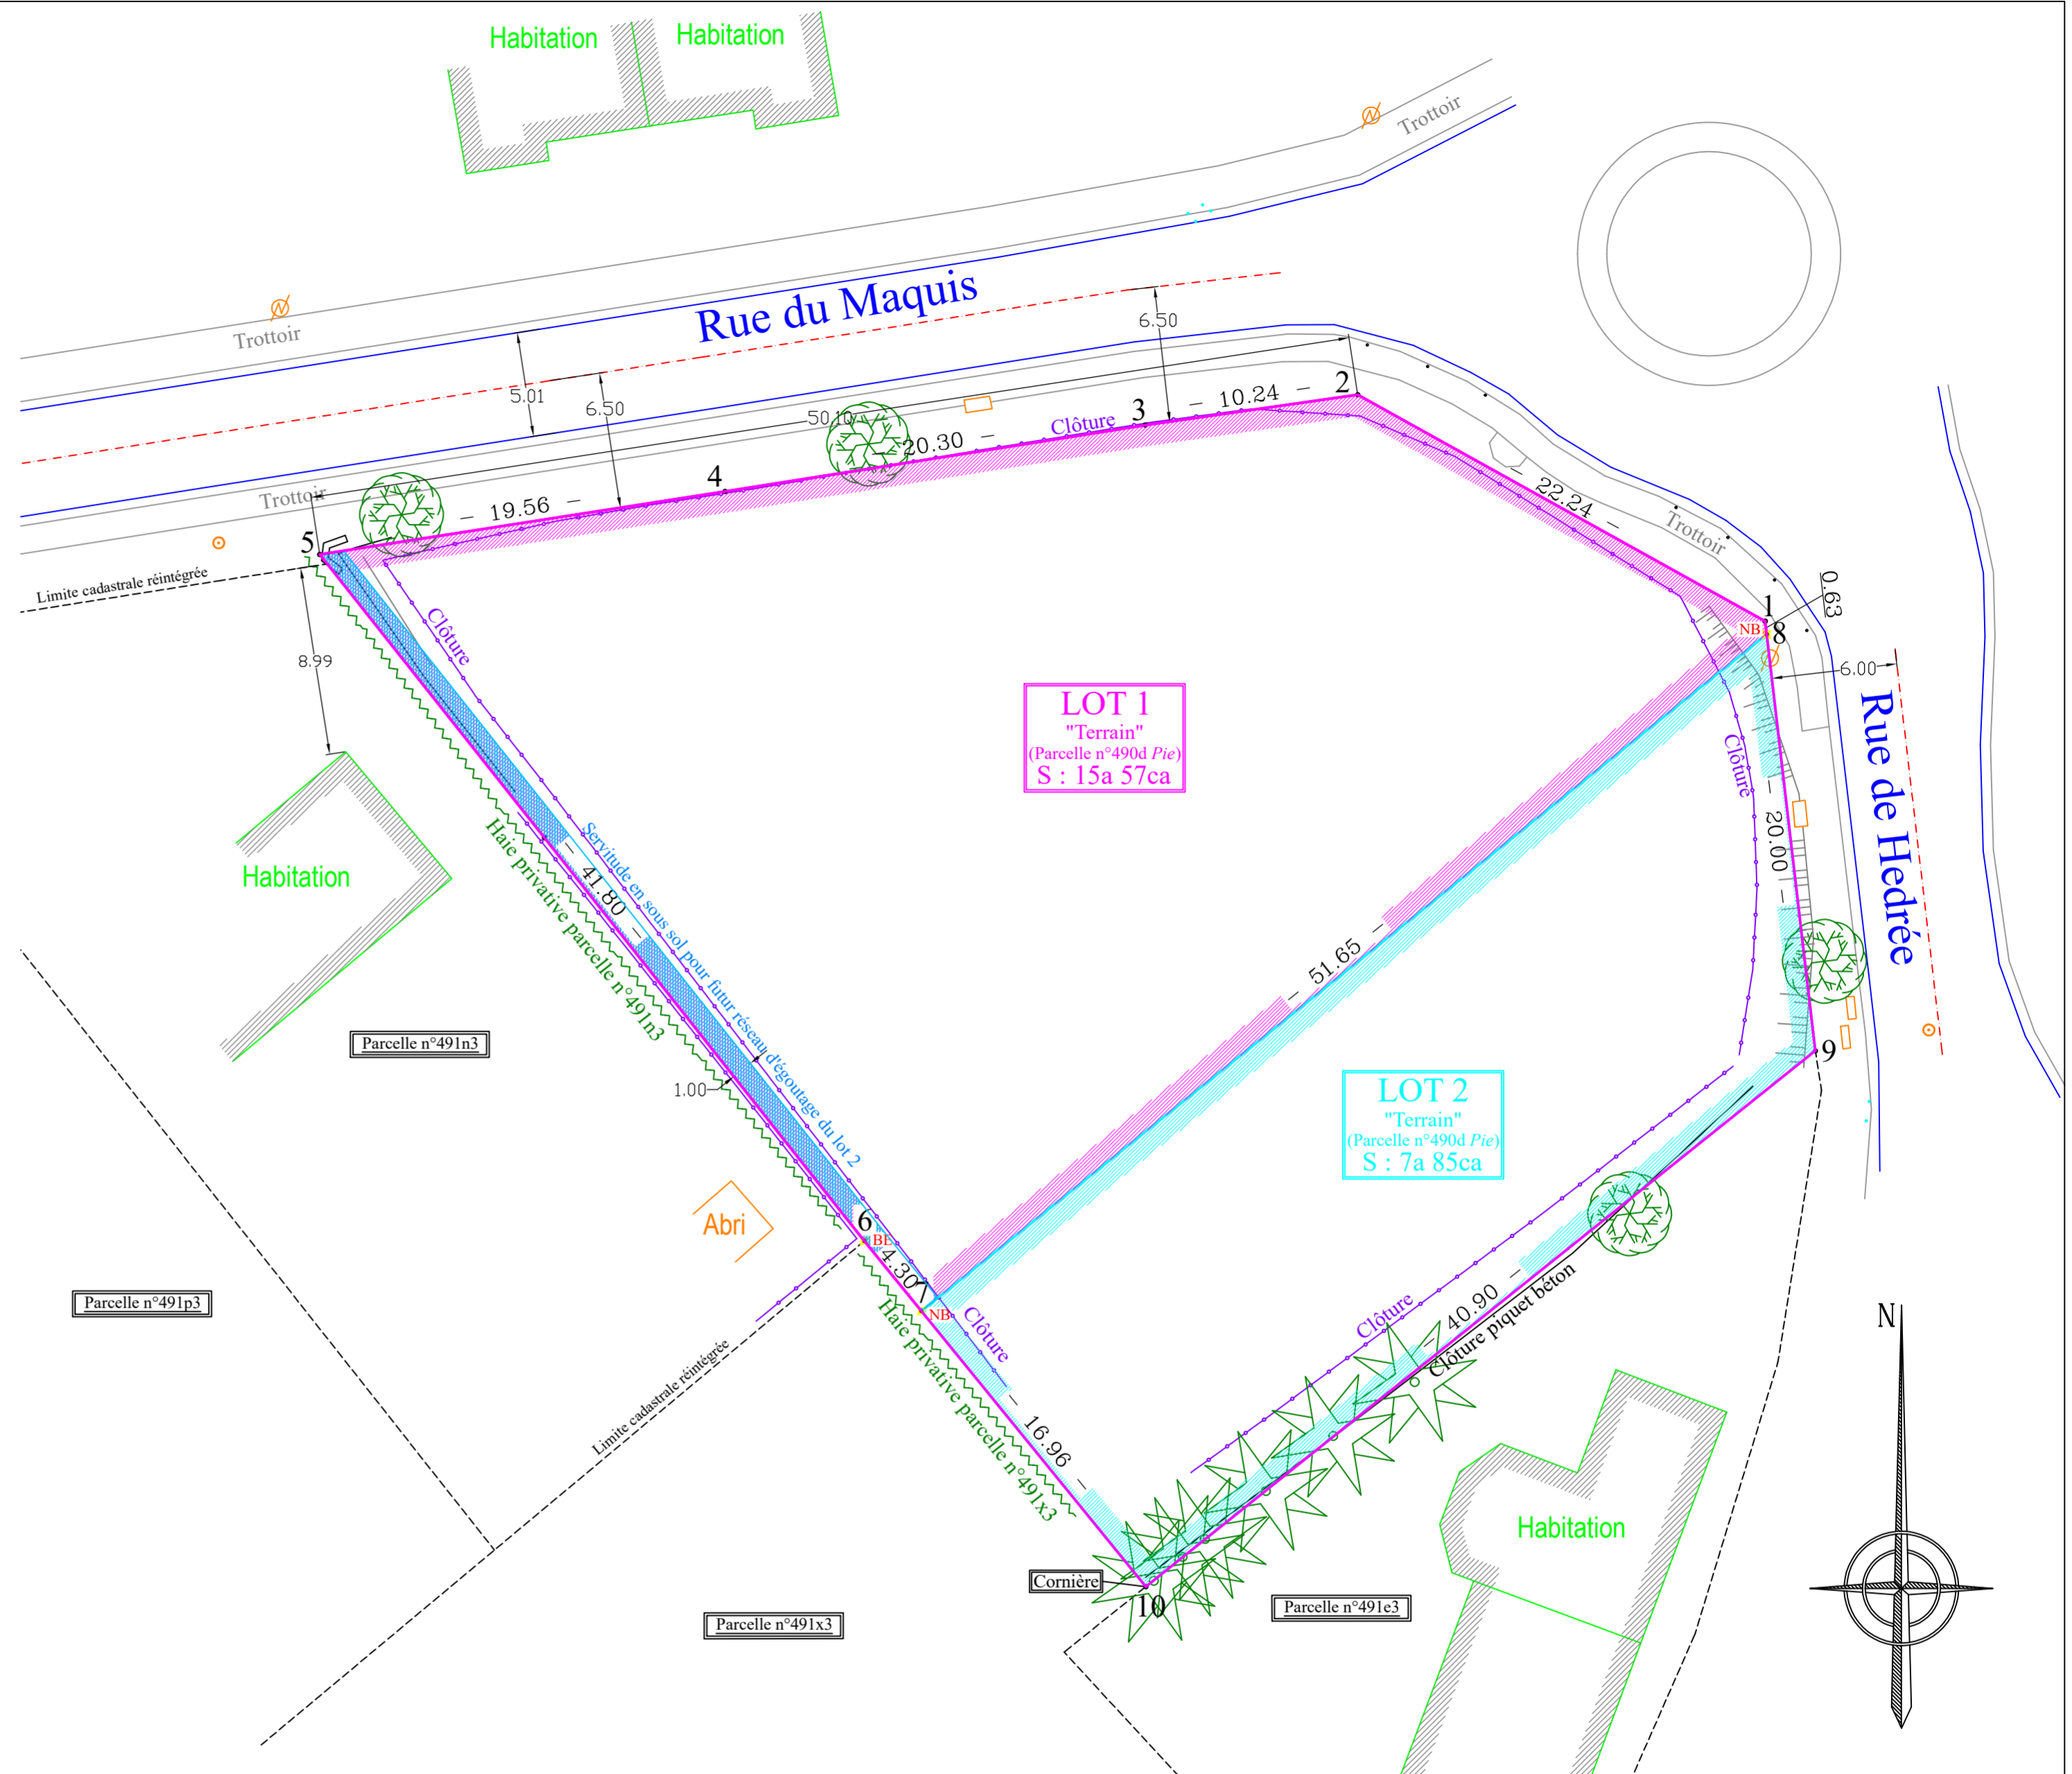 Habitation
Habitation
Trottoir
Rue du Maquis
Trottoir
6.50
5.01
6.50
50.10
2
10.24
3
Clôture
20.30
4
22.24
Trottoir
19.56
Trottoir
5
Limite cadastrale réintégrée
0.63
1
NB
8
6.00
Clôture
8.99
LOT 1
"Terrain"
(Parcelle n°490d Pie)
S : 15a 57ca
Rue de Hedrée
Clôture
20.00
Habitation
Servitude en sous sol pour futur réseau d'égoutage du lot 2
41.80
Haie privative parcelle n°491n3
51.65
Parcelle n°491n3
9
1.00
LOT 2
"Terrain"
(Parcelle n°490d Pie)
S : 7a 85ca
Abri
6
BE
4.30
7
NB
Clôture
Parcelle n°491p3
Limite cadastrale réintégrée
Haie privative parcelle n°491x3
16.96
Clôture
40.90
Clôture piquet béton
N
Habitation
Cornière
10
Parcelle n°491e3
Parcelle n°491x3